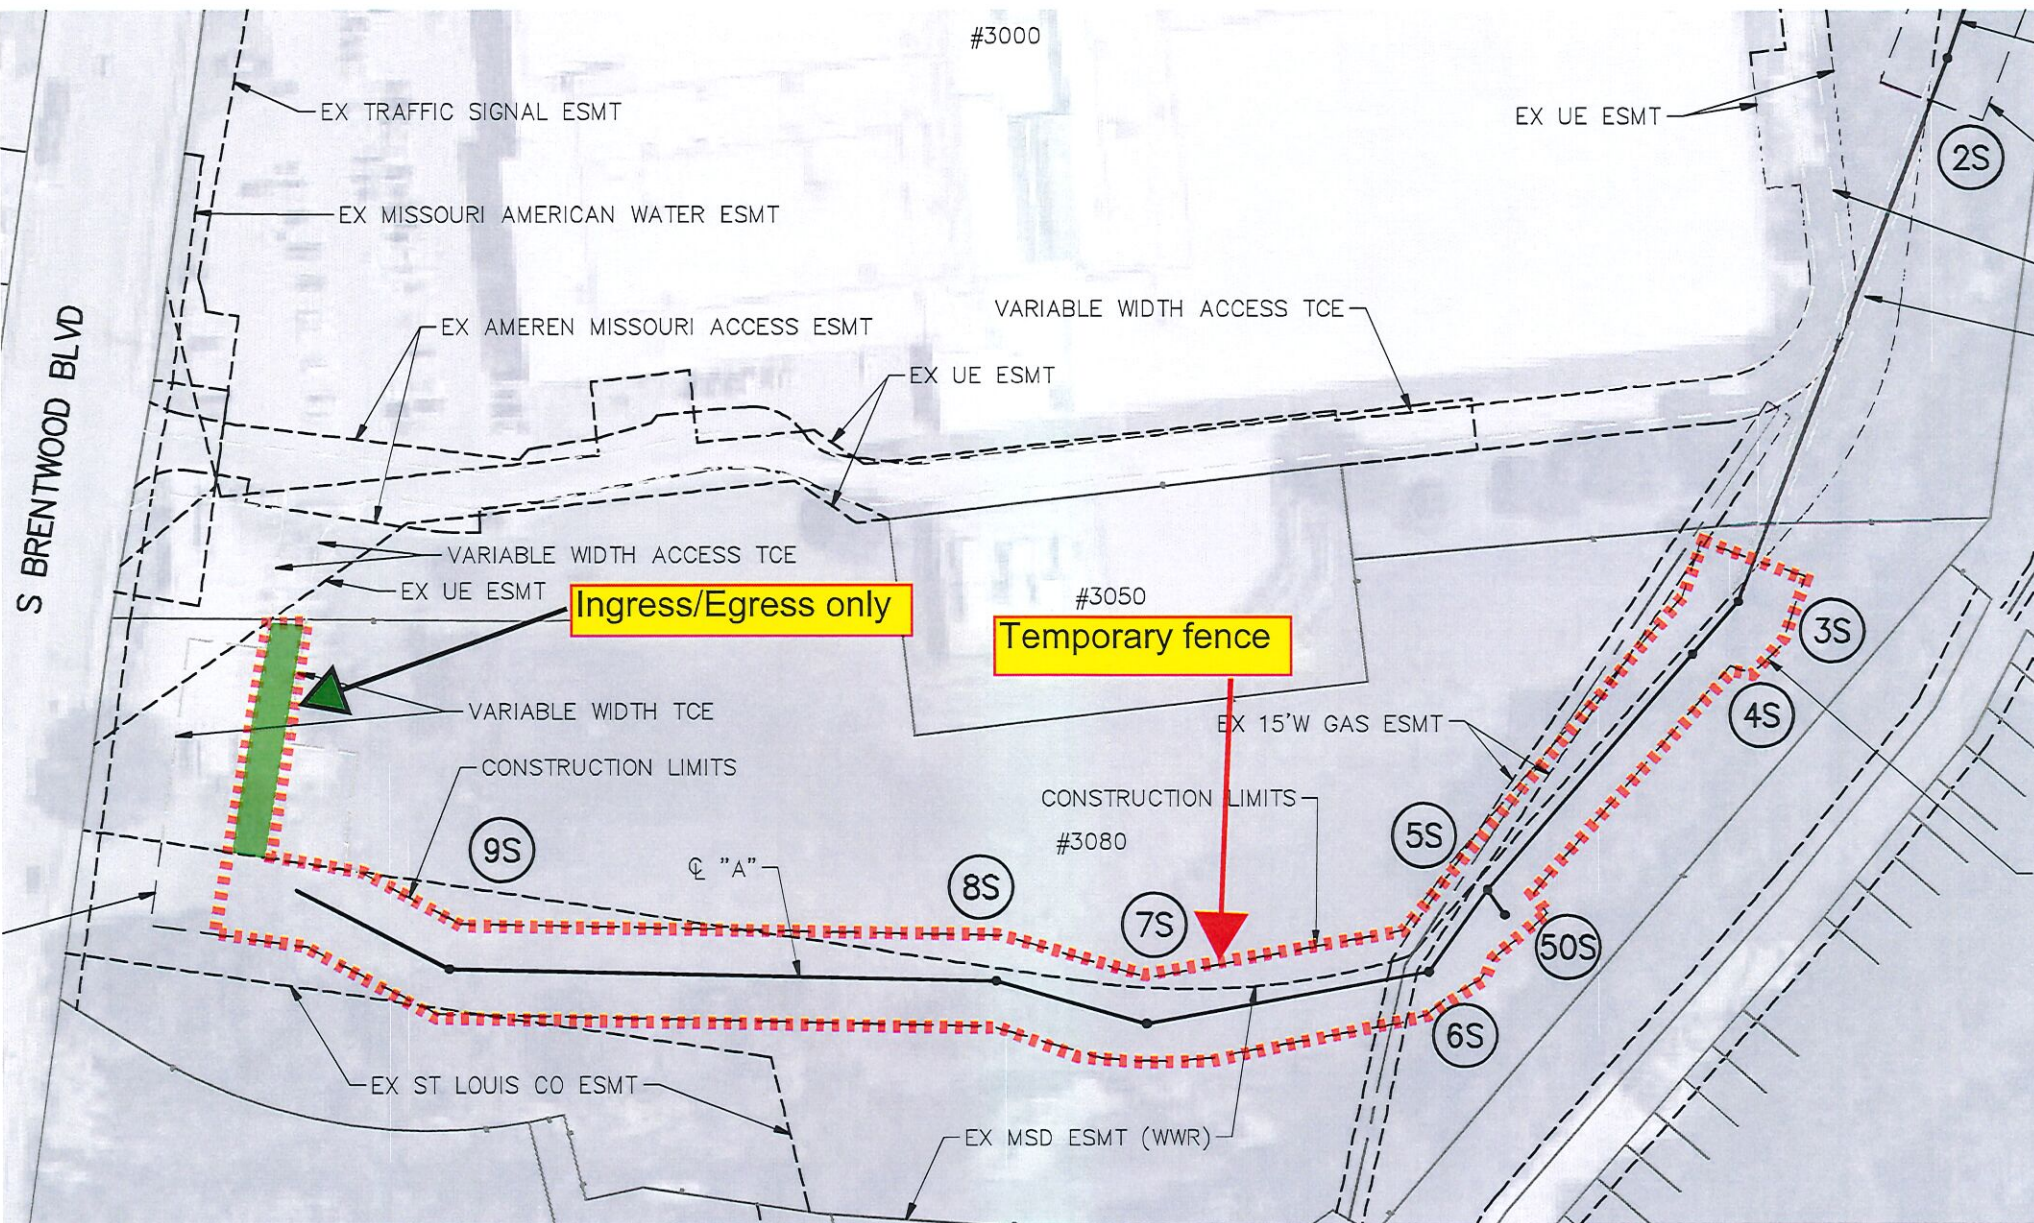 #3000
EX TRAFFIC SIGNAL ESMT
EX UE ESMT
2S
EX MISSOURI AMERICAN WATER ESMT
VARIABLE WIDTH ACCESS TCE
EX AMEREN MISSOURI ACCESS ESMT
EX UE ESMT
S BRENTWOOD BLVD
VARIABLE WIDTH ACCESS TCE
EX UE ESMT
Ingress/Egress only
#3050
Temporary fence
3S
4S
VARIABLE WIDTH TCE
EX 15'W GAS ESMT
CONSTRUCTION LIMITS
CONSTRUCTION LIMITS
#3080
5S
9S
℄ "A"
8S
7S
50S
6S
EX ST LOUIS CO ESMT
EX MSD ESMT (WWR)